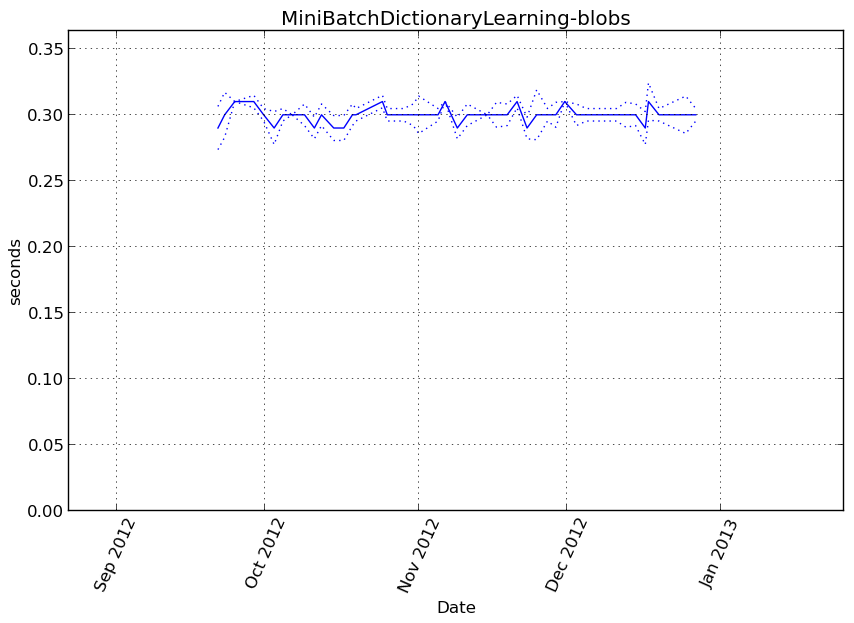 MiniBatchDictionaryLearning-blobs
0.35
0.30
0.25
0.20
0.15
0.10
0.05
0.00
seconds
Sep 2012
Oct 2012
Nov 2012
Dec 2012
Jan 2013
Date